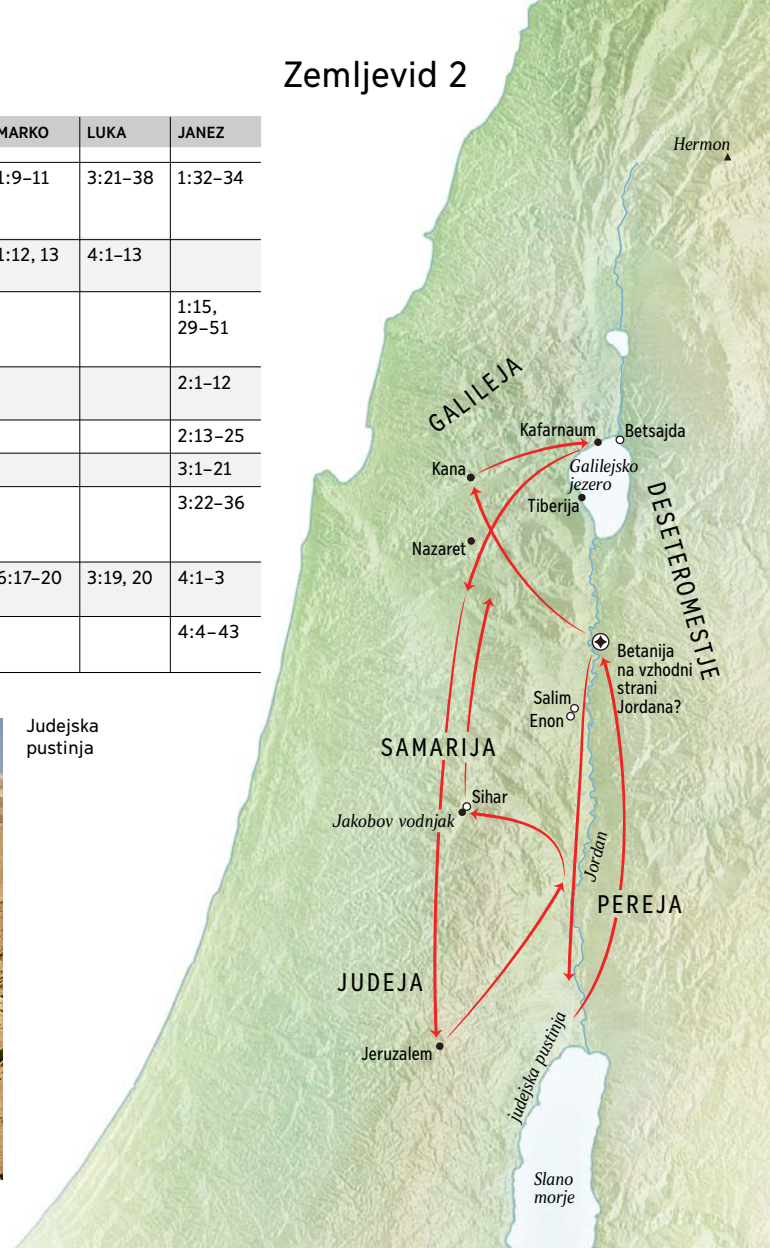 Zemljevid 2
MARKO LUKA JANEZ
1:9–11 3:21–38 1:32–34
1:12, 13 4:1–13
1:15,
29–51
2:1–12
2:13–25
3:1–21
3:22–36
6:17–20 3:19, 20 4:1–3
4:4–43
Judejska
pustinja
Hermon
GALILEJA
Kafarnaum
Betsajda
Kana
Galilejsko
jezero
Tiberija
DESETEROMESTJE
Nazaret
Betanija
na vzhodni
strani
Jordana?
Salim
Enon
SAMARIJA
Sihar
Jakobov vodnjak
Jordan
PEREJA
JUDEJA
Jeruzalem
judejska pustinja
Slano
morje